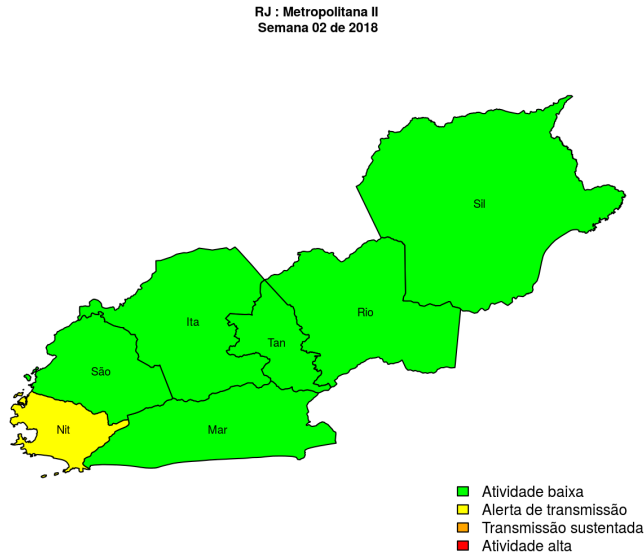 RJ : Metropolitana II
Semana 02 de 2018
Sil
Rio
Ita
Tan
São
Nit
Mar
Atividade baixa
Alerta de transmissão
Transmissão sustentada
Atividade alta